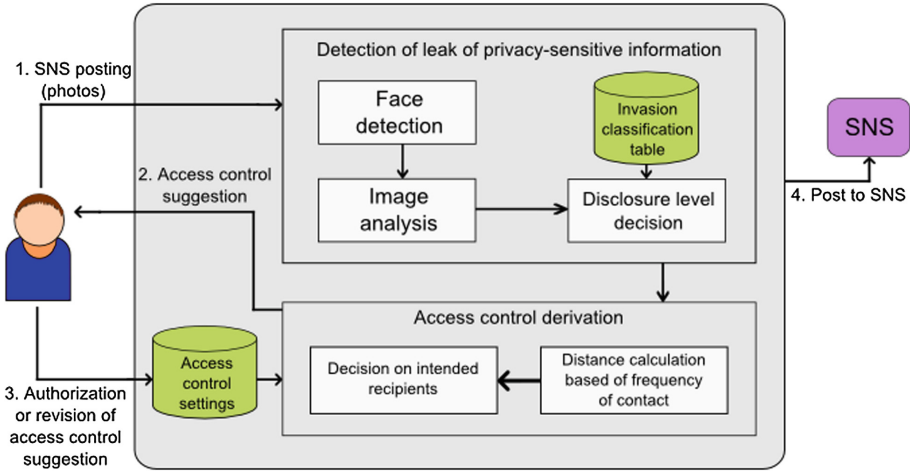 Detection of leak of privacy-sensitive information
1. SNS posting
(photos)
Face
detection
Invasion
classification
table
SNS
2. Access control
suggestion
Image
analysis
Disclosure level
decision
4. Post to SNS
Access control derivation
Access
control
settings
Decision on intended
recipients
Distance calculation
based of frequency
of contact
3. Authorization
or revision of
access control
suggestion